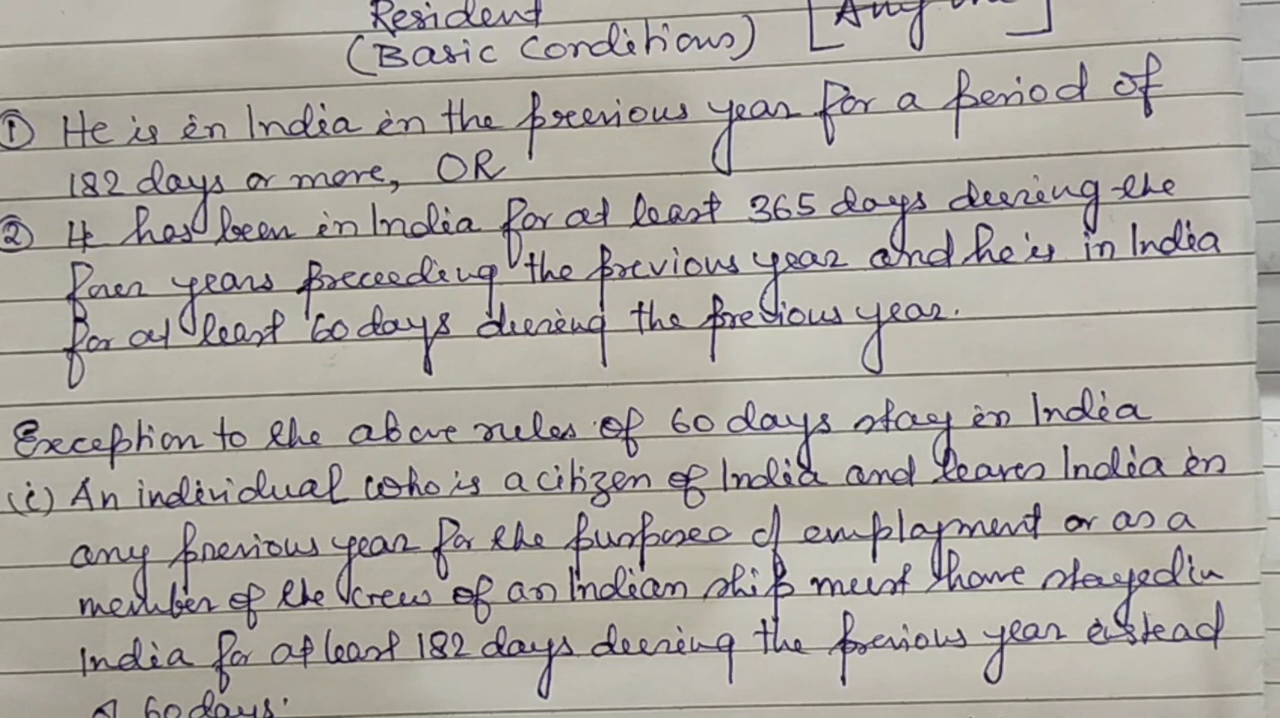 Resident
(Basic Conditions) [Any one]
① He is in India in the previous year for a period of
182 days or more, OR
② H has been in India for at least 365 days during the
four years preceeding the previous year and he is in India
for at least 60 days during the previous year.
Exception to the above rules of 60 days stay in India
(i) An individual who is a citizen of India and leaves India in
any previous year for the purposes of employment or as a
member of the crew of an Indian ship must have stayed in
India for at least 182 days during the previous year instead
of 60 days.